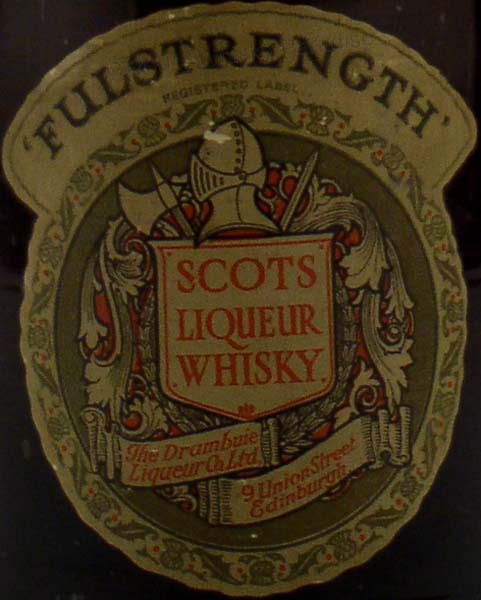 'FULSTRENGTH'
REGISTERED LABEL.
SCOTS
LIQUEUR
WHISKY.
The Drambuie
Liqueur Co. Ltd.
9 Union Street
Edinburgh.